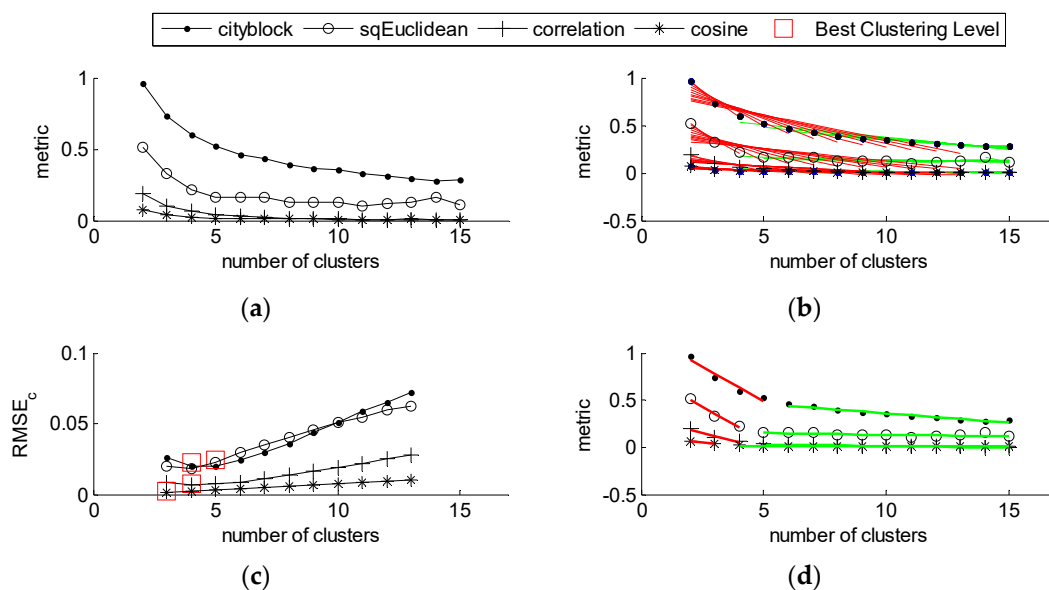 cityblock sqEuclidean correlation cosine Best Clustering Level
1
0.5
0
metric
0 5 10 15
number of clusters
(a)
1
0.5
0
-0.5
metric
0 5 10 15
number of clusters
(b)
0.1
0.05
0
RMSEc
0 5 10 15
number of clusters
(c)
1
0.5
0
-0.5
metric
0 5 10 15
number of clusters
(d)